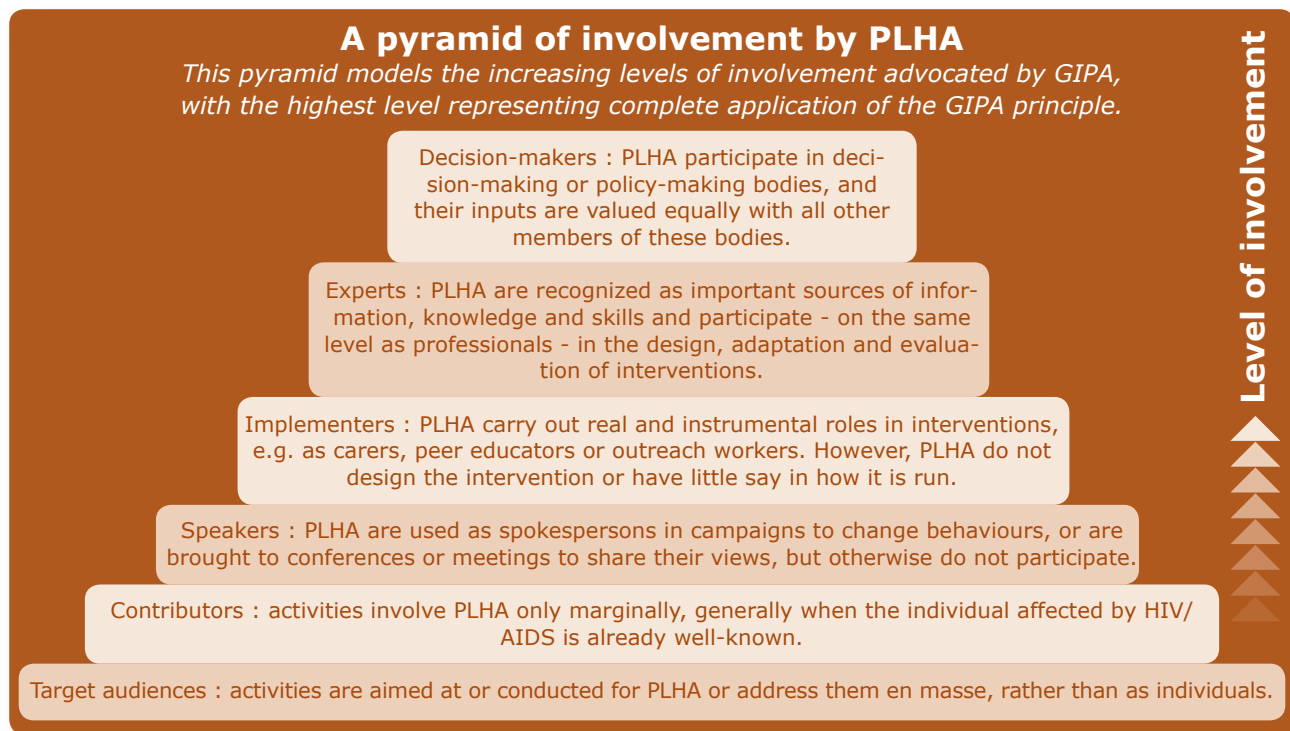 A pyramid of involvement by PLHA
This pyramid models the increasing levels of involvement advocated by GIPA,
with the highest level representing complete application of the GIPA principle.
Decision-makers : PLHA participate in deci-
sion-making or policy-making bodies, and
their inputs are valued equally with all other
members of these bodies.
Experts : PLHA are recognized as important sources of infor-
mation, knowledge and skills and participate - on the same
level as professionals - in the design, adaptation and evalua-
tion of interventions.
Implementers : PLHA carry out real and instrumental roles in interventions,
e.g. as carers, peer educators or outreach workers. However, PLHA do not
design the intervention or have little say in how it is run.
Speakers : PLHA are used as spokespersons in campaigns to change behaviours, or are
brought to conferences or meetings to share their views, but otherwise do not participate.
Contributors : activities involve PLHA only marginally, generally when the individual affected by HIV/
AIDS is already well-known.
Target audiences : activities are aimed at or conducted for PLHA or address them en masse, rather than as individuals.
Level of involvement